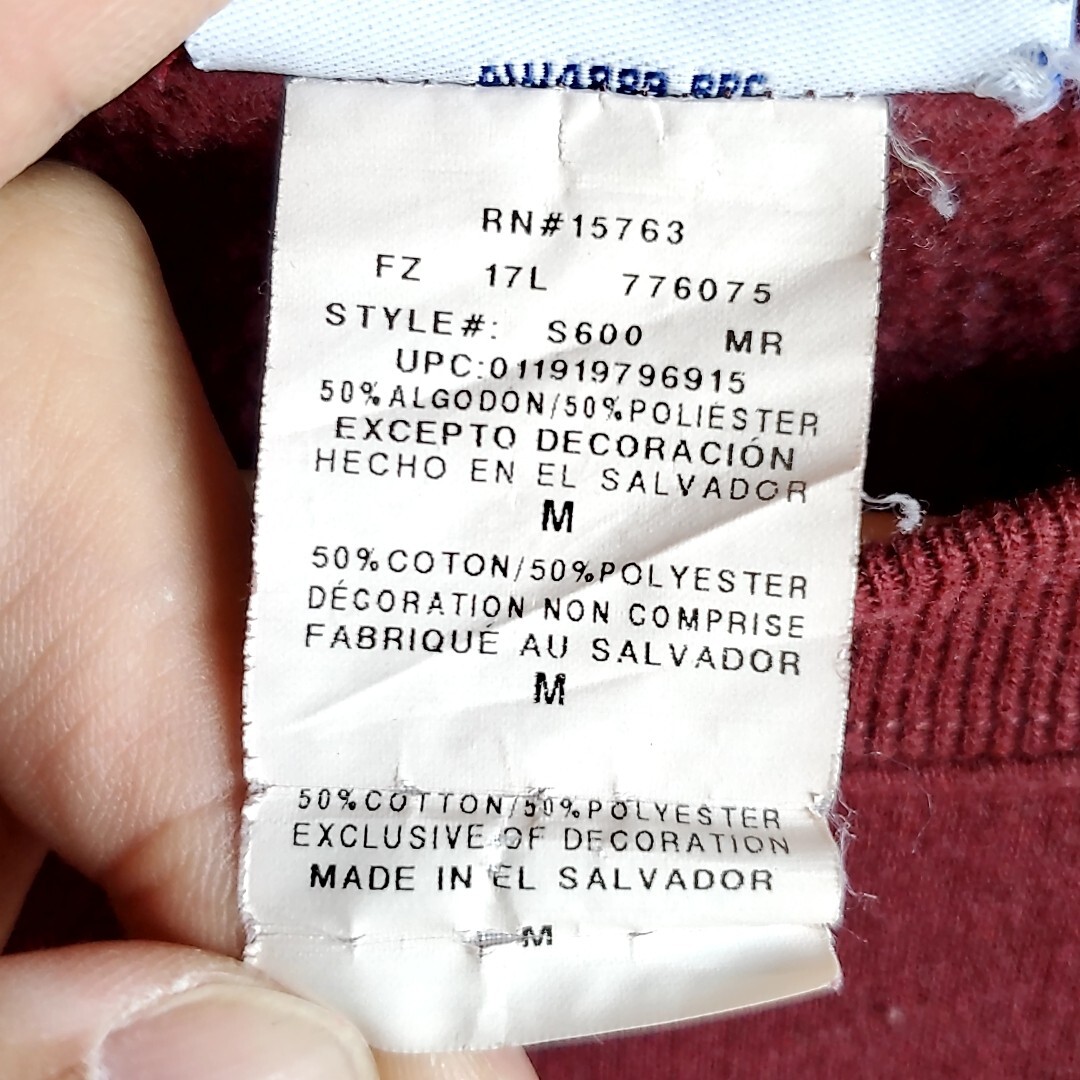 RN#15763
FZ 17L 776075
STYLE#: S600 MR
UPC:011919796915
50%ALGODON/50%POLIÉSTER
EXCEPTO DECORACIÓN
HECHO EN EL SALVADOR
M
50%COTON/50%POLYESTER
DÉCORATION NON COMPRISE
FABRIQUÉ AU SALVADOR
M
50%COTTON/50%POLYESTER
EXCLUSIVE OF DECORATION
MADE IN EL SALVADOR
M